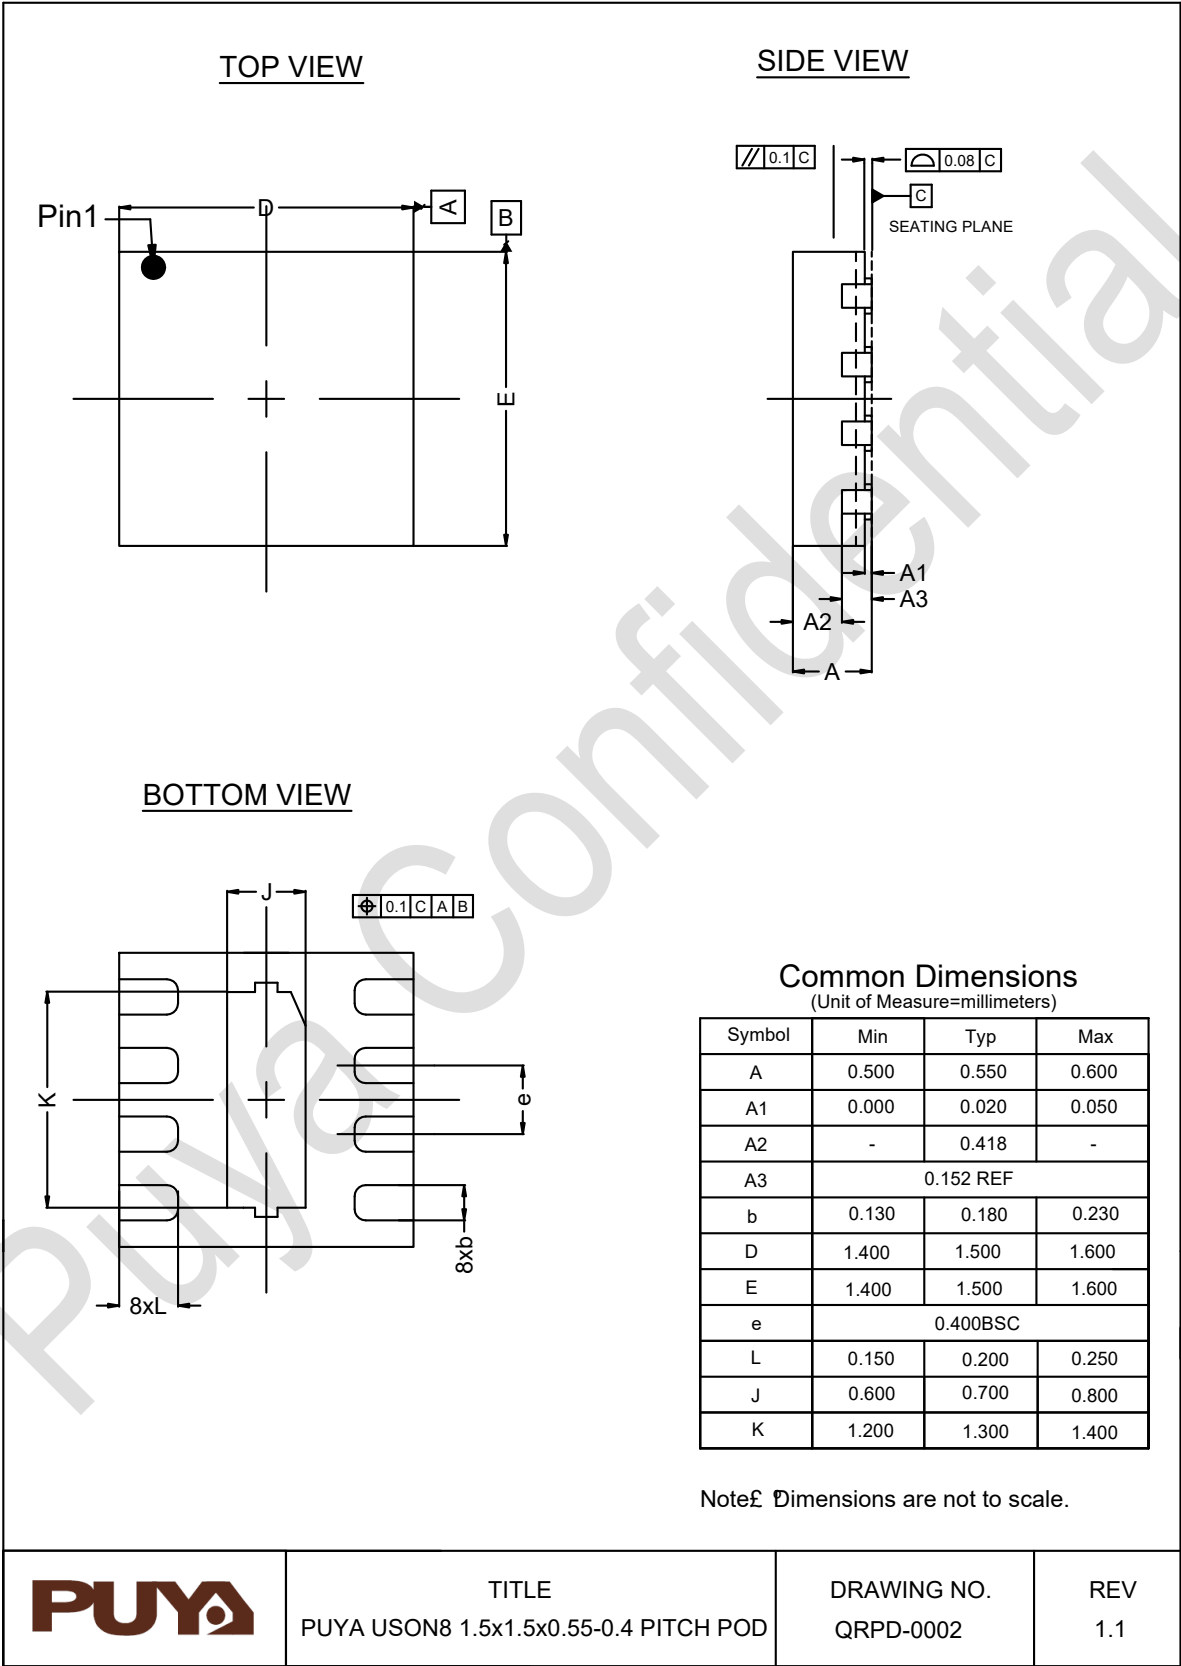 TOP VIEW
SIDE VIEW
Pin1
D
A
B
E
// 0.1 C
0.08 C
C
SEATING PLANE
A1
A3
A2
A
BOTTOM VIEW
J
0.1 C A B
K
e
8xb
8xL
Common Dimensions
(Unit of Measure=millimeters)
Symbol Min Typ Max
A 0.500 0.550 0.600
A1 0.000 0.020 0.050
A2 - 0.418 -
A3 0.152 REF
b 0.130 0.180 0.230
D 1.400 1.500 1.600
E 1.400 1.500 1.600
e 0.400BSC
L 0.150 0.200 0.250
J 0.600 0.700 0.800
K 1.200 1.300 1.400
Note£ºDimensions are not to scale.
PUYA
TITLE
PUYA USON8 1.5x1.5x0.55-0.4 PITCH POD
DRAWING NO.
QRPD-0002
REV
1.1
Puya Confidential